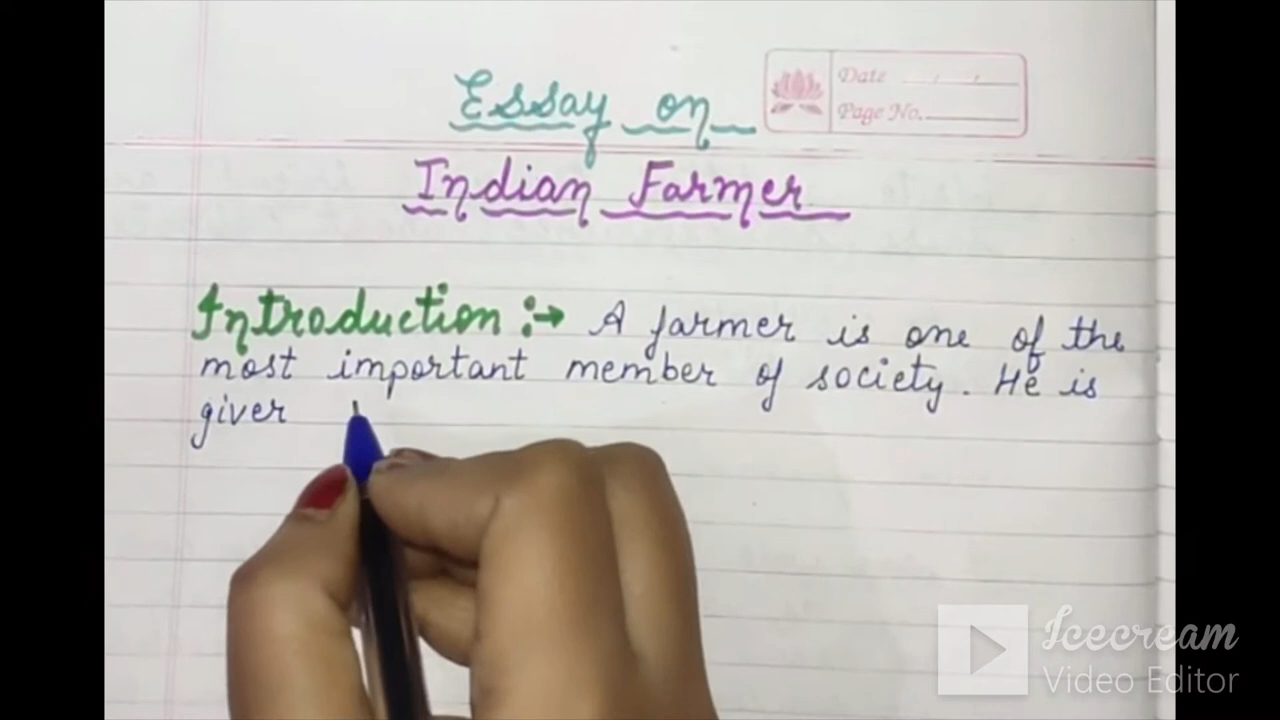 Essay on
Date
Page No.
Indian Farmer
Introduction :→ A farmer is one of the
most important member of society. He is
giver
Icecream
Video Editor